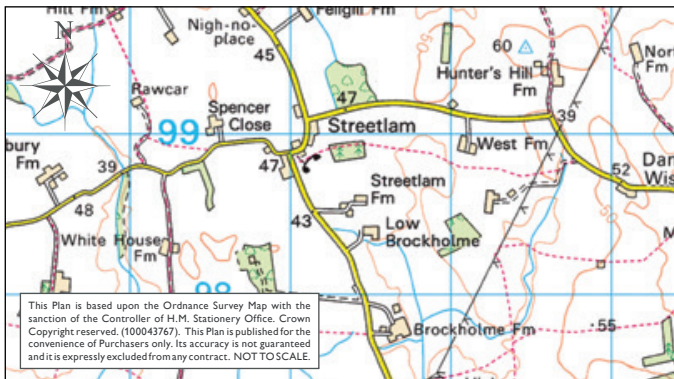 Hill Fm
N
Nigh-no-
place
Fellgill Fm
45
50
60
Hunter's Hill
Fm
Fm
Rawcar
47
Spencer
Close
99
Streetlam
39
West Fm
bury
Fm
39
47
52
Streetlam
Fm
48
43
50
White House
Fm
Low
Brockholme
98
This Plan is based upon the Ordnance Survey Map with the
sanction of the Controller of H.M. Stationery Office. Crown
Copyright reserved. (100043767). This Plan is published for the
convenience of Purchasers only. Its accuracy is not guaranteed
and it is expressly excluded from any contract. NOT TO SCALE.
Brockholme Fm
55